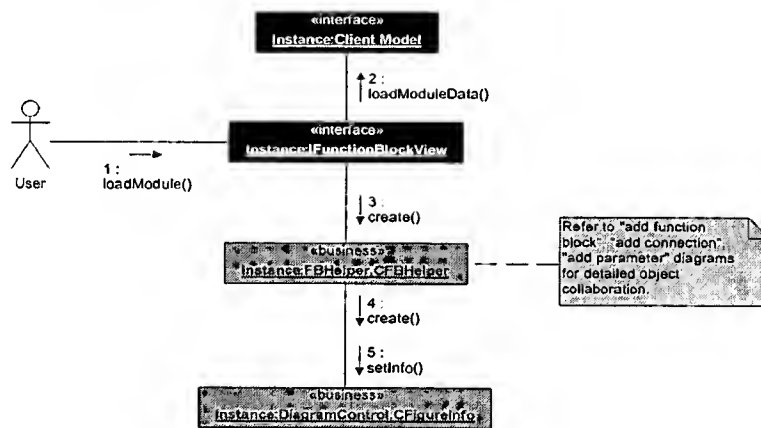 «interface»
Instance:Client Model
2 :
loadModuleData()
«interface»
Instance:IFunctionBlockView
User
1 :
loadModule()
3 :
create()
«business»
Instance:FBHelper.CFBHelper
Refer to "add function
block" "add connection",
"add parameter" diagrams
for detailed object
collaboration.
4 :
create()
5 :
setInfo()
«business»
Instance:DiagramControl.CFigureInfo